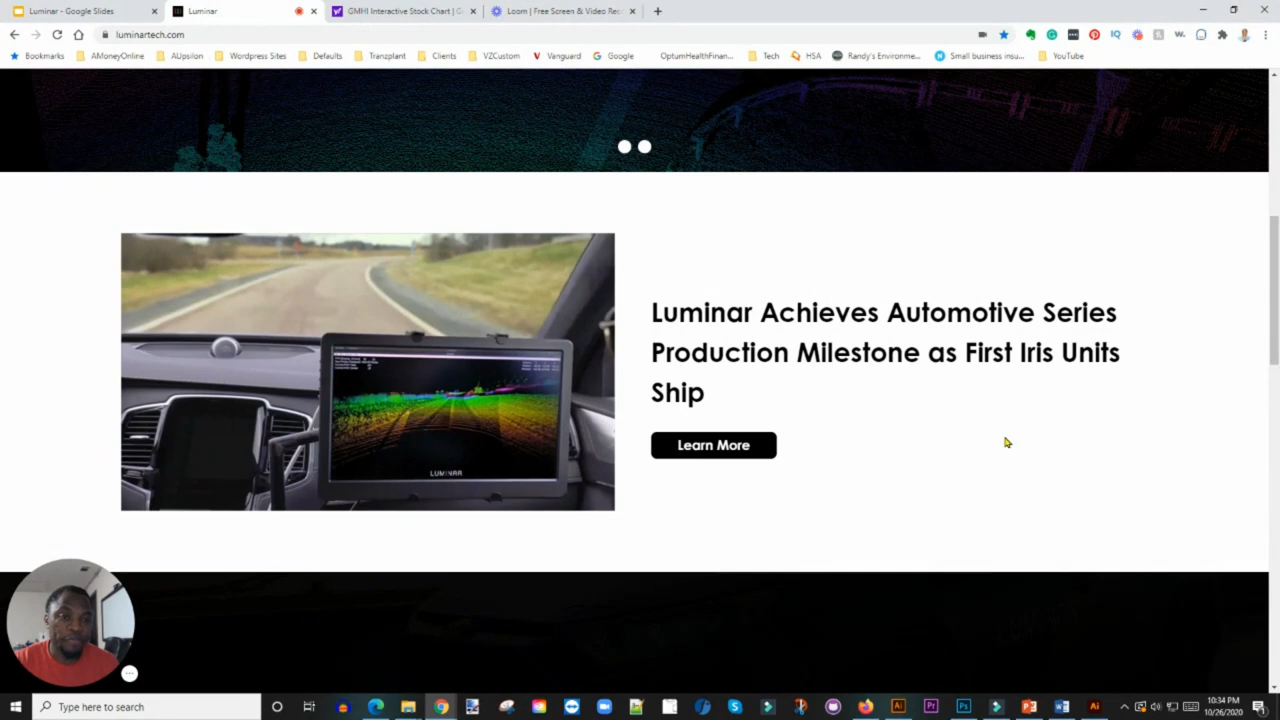 Luminar - Google Slides
Luminar
GMHI Interactive Stock Chart | G
Loom | Free Screen & Video Rec
luminartech.com
Bookmarks
AMoneyOnline
AUpsilon
Wordpress Sites
Defaults
Tranzplant
Clients
VZCustom
Vanguard
Google
OptumHealthFinan...
Tech
HSA
Randy's Environme...
Small business insu...
YouTube
Luminar Achieves Automotive Series
Production Milestone as First Iris Units
Ship
Learn More
LUMINAR
Type here to search
10:34 PM
10/26/2020